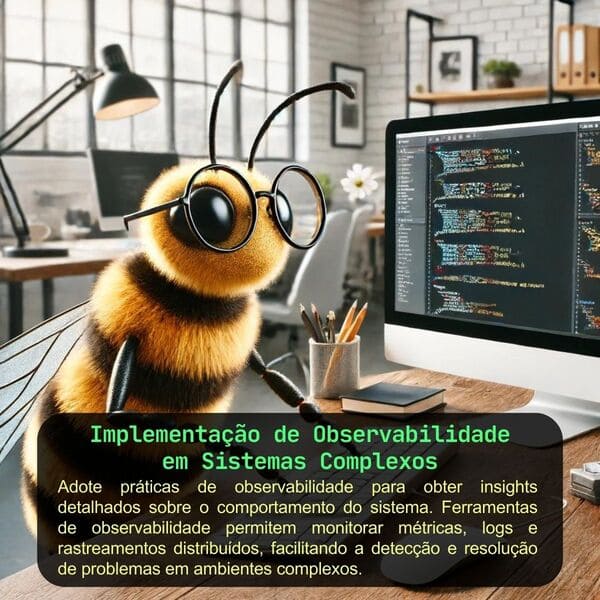 Implementação de Observabilidade
em Sistemas Complexos
Adote práticas de observabilidade para obter insights
detalhados sobre o comportamento do sistema. Ferramentas
de observabilidade permitem monitorar métricas, logs e
rastreamentos distribuídos, facilitando a detecção e resolução
de problemas em ambientes complexos.